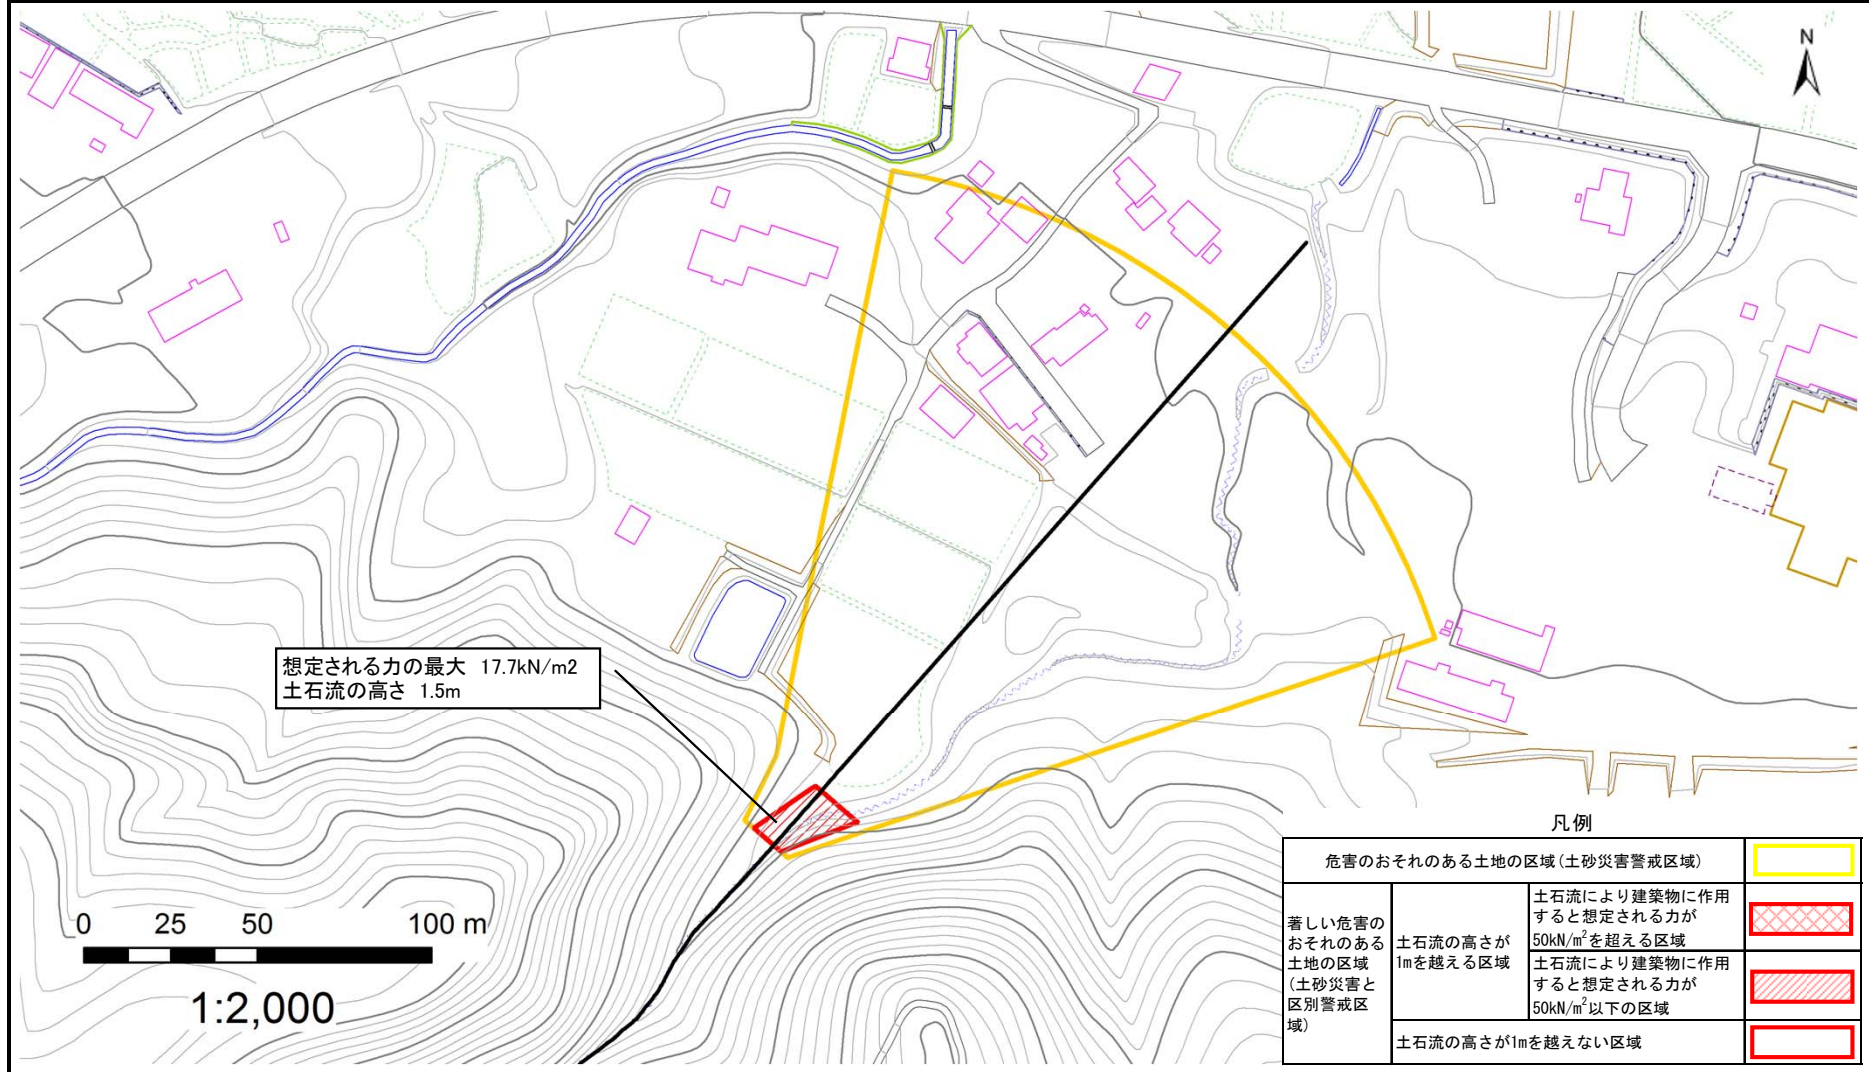 N
想定される力の最大 17.7kN/m2
土石流の高さ 1.5m
0 25 50 100 m
1:2,000
凡例
危害のおそれのある土地の区域(土砂災害警戒区域)
著しい危害の
おそれのある
土地の区域
(土砂災害と
区別警戒区
域)
土石流の高さが
1mを越える区域
土石流により建築物に作用
すると想定される力が
50kN/m²を超える区域
土石流により建築物に作用
すると想定される力が
50kN/m²以下の区域
土石流の高さが1mを越えない区域